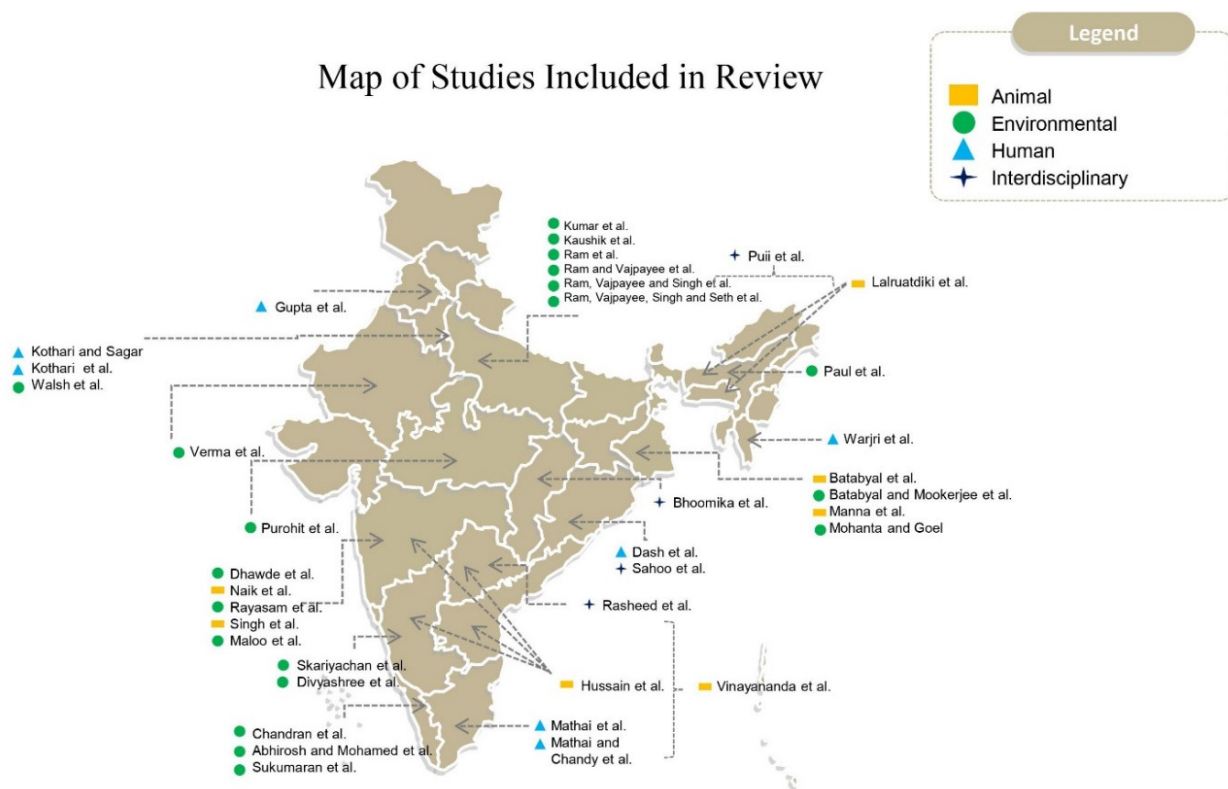 Legend
Map of Studies Included in Review
Animal
Environmental
Human
Interdisciplinary
Kumar et al.
Kaushik et al.
Ram et al.
Ram and Vajpayee et al.
Ram, Vajpayee and Singh et al.
Ram, Vajpayee, Singh and Seth et al.
Puii et al.
Lalruatdiki et al.
Gupta et al.
Kothari and Sagar
Kothari et al.
Walsh et al.
Paul et al.
Warjri et al.
Verma et al.
Batabyal et al.
Batabyal and Mookerjee et al.
Manna et al.
Mohanta and Goel
Bhoomika et al.
Purohit et al.
Dash et al.
Sahoo et al.
Dhawde et al.
Naik et al.
Rayasam et al.
Singh et al.
Maloo et al.
Rasheed et al.
Skariyachan et al.
Divyashree et al.
Hussain et al.
Vinayananda et al.
Chandran et al.
Abhirosh and Mohamed et al.
Sukumaran et al.
Mathai et al.
Mathai and
Chandy et al.